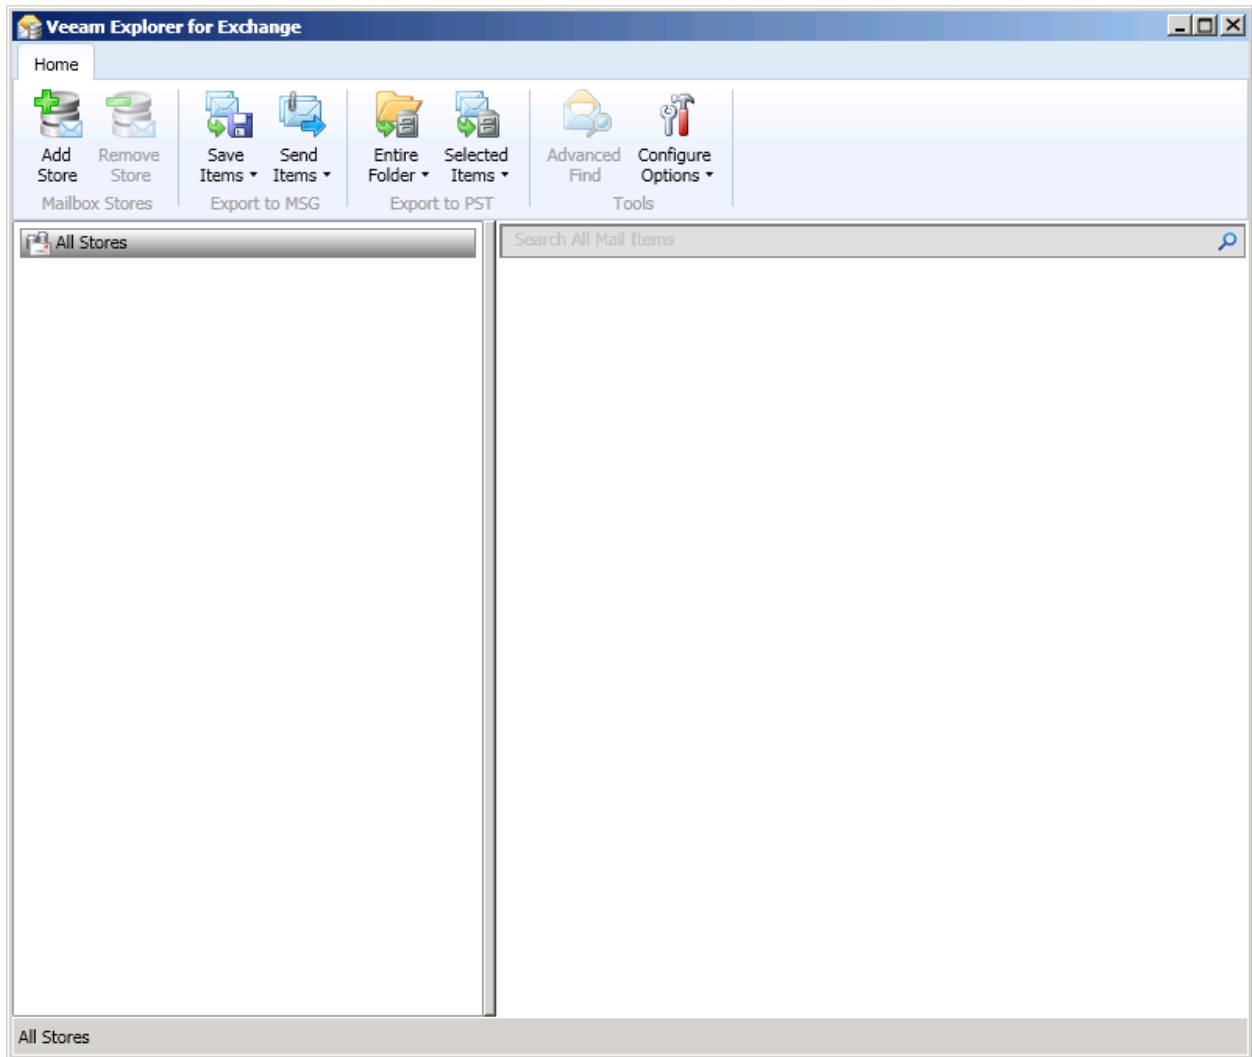 Veeam Explorer for Exchange
Home
Add Store
Remove Store
Save Items
Send Items
Entire Folder
Selected Items
Advanced Find
Configure Options
Mailbox Stores
Export to MSG
Export to PST
Tools
All Stores
Search All Mail Items
All Stores